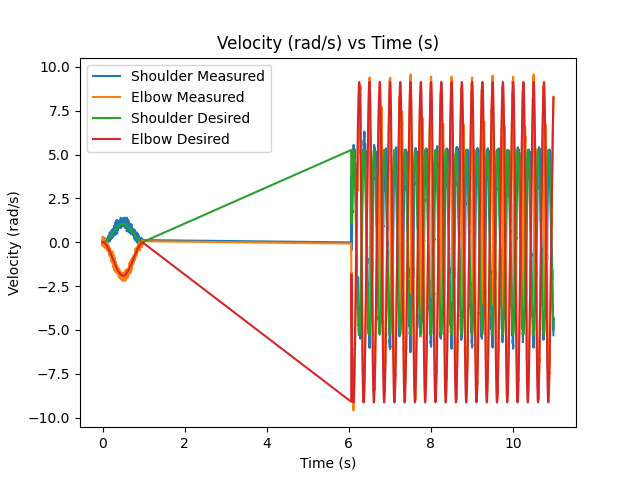 Velocity (rad/s) vs Time (s)
Shoulder Measured
Elbow Measured
Shoulder Desired
Elbow Desired
10.0
7.5
5.0
2.5
0.0
−2.5
−5.0
−7.5
−10.0
Velocity (rad/s)
0 2 4 6 8 10
Time (s)